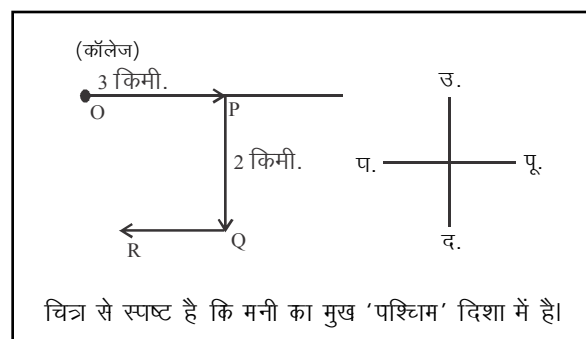 (कॉलेज)
3 किमी.
O
P
2 किमी.
R
Q
उ.
प.
पू.
द.
चित्र से स्पष्ट है कि मनी का मुख ‘पश्चिम’ दिशा में है।